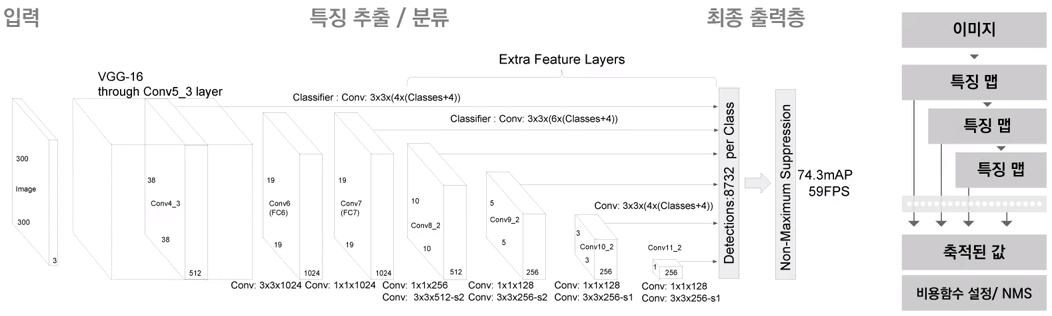 입력
특징 추출 / 분류
최종 출력층
VGG-16
through Conv5_3 layer
Extra Feature Layers
Classifier : Conv: 3x3x(4x(Classes+4))
Classifier : Conv: 3x3x(6x(Classes+4))
Conv: 3x3x(4x(Classes+4))
300
Image
300
3
38
Conv4_3
38
512
19
Conv6
(FC6)
19
1024
19
Conv7
(FC7)
19
1024
10
Conv8_2
10
512
5
Conv9_2
5
256
3
Conv10_2
3
256
Conv11_2
1
256
Conv: 3x3x1024
Conv: 1x1x1024
Conv: 1x1x256
Conv: 3x3x512-s2
Conv: 1x1x128
Conv: 3x3x256-s2
Conv: 1x1x128
Conv: 3x3x256-s1
Conv: 1x1x128
Conv: 3x3x256-s1
Detections:8732 per Class
Non-Maximum Suppression
74.3mAP
59FPS
이미지
특징 맵
특징 맵
특징 맵
축적된 값
비용함수 설정/ NMS